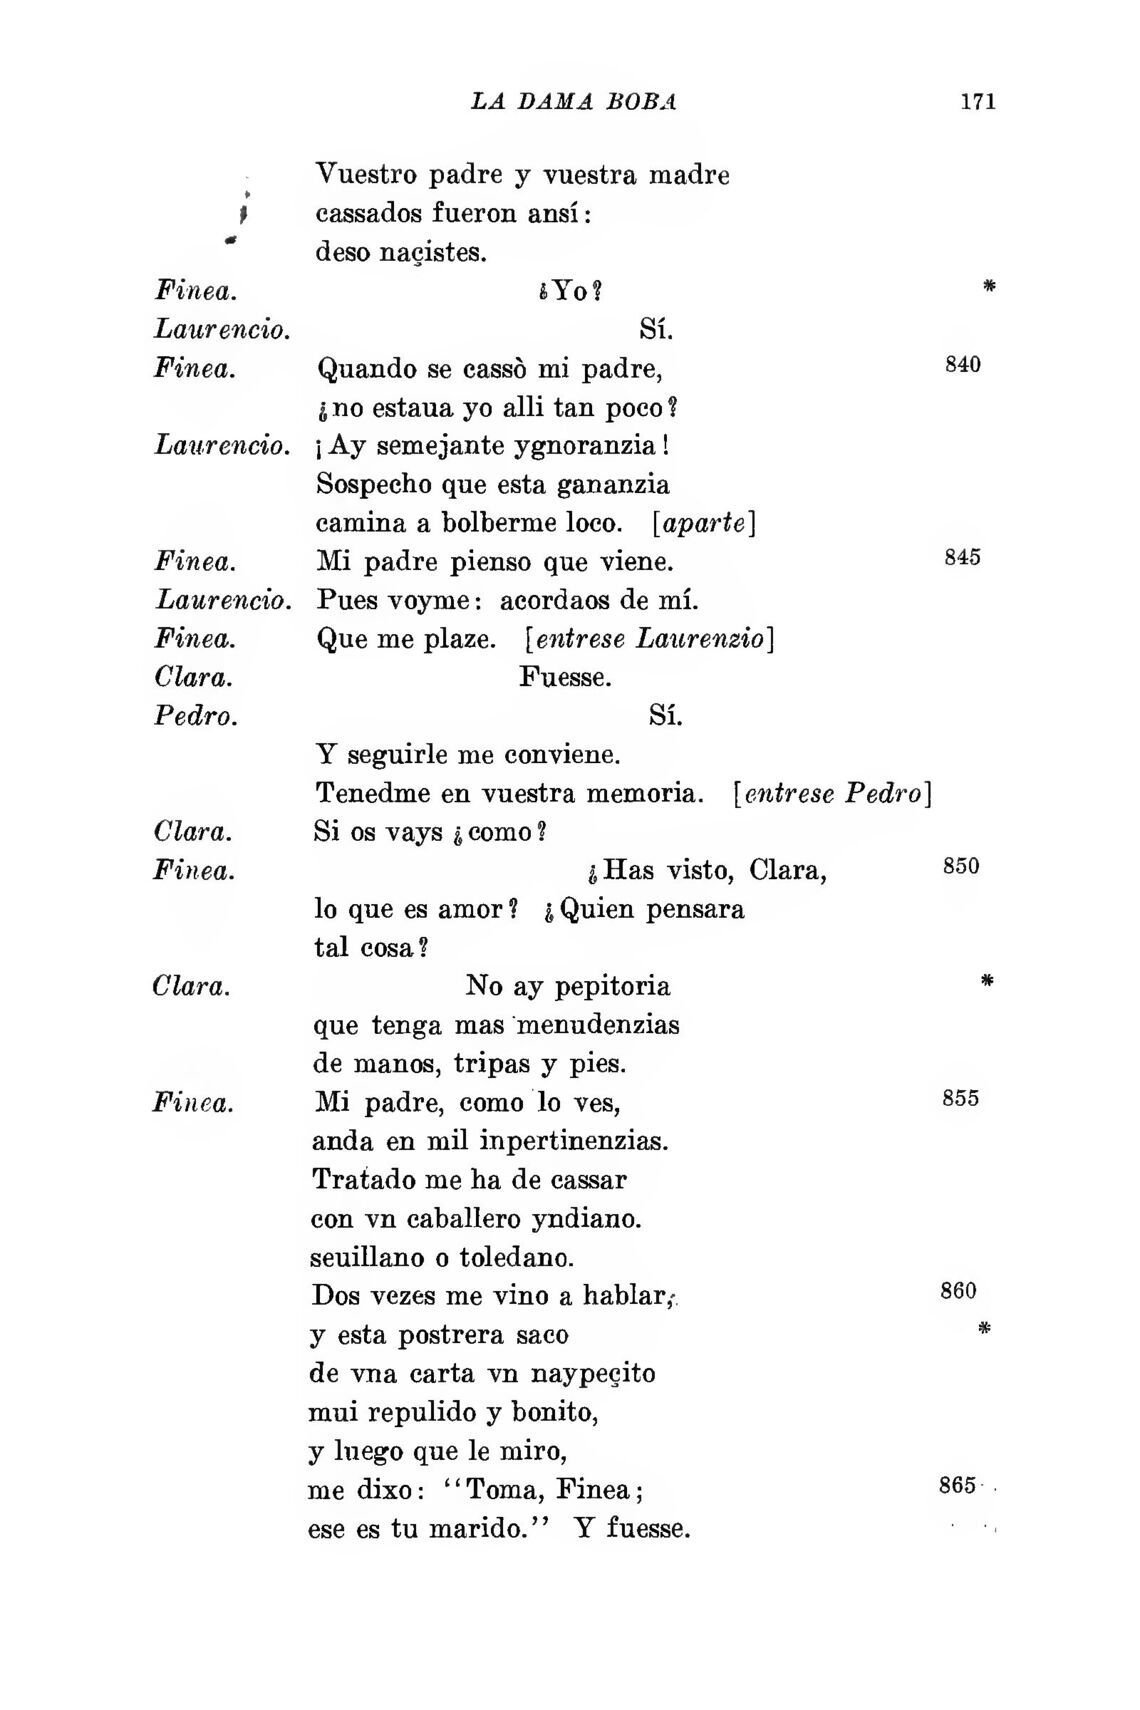 LA DAMA BOBA 171
Vuestro padre y vuestra madre
cassados fueron ansí:
deso naçistes.
Finea. ¿Yo? *
Laurencio. Sí.
Finea. Quando se cassò mi padre, 840
¿no estaua yo alli tan poco?
Laurencio. ¡Ay semejante ygnoranzia!
Sospecho que esta gananzia
camina a bolberme loco. [aparte]
Finea. Mi padre pienso que viene. 845
Laurencio. Pues voyme: acordaos de mí.
Finea. Que me plaze. [entrese Laurenzio]
Clara. Fuesse.
Pedro. Sí.
Y seguirle me conviene.
Tenedme en vuestra memoria. [entrese Pedro]
Clara. Si os vays ¿como?
Finea. ¿Has visto, Clara, 850
lo que es amor? ¿Quien pensara
tal cosa?
Clara. No ay pepitoria *
que tenga mas menudenzias
de manos, tripas y pies.
Finea. Mi padre, como lo ves, 855
anda en mil inpertinenzias.
Tratado me ha de cassar
con vn caballero yndiano.
seuillano o toledano.
Dos vezes me vino a hablar, 860
y esta postrera saco *
de vna carta vn naypeçito
mui repulido y bonito,
y luego que le miro,
me dixo: "Toma, Finea; 865
ese es tu marido." Y fuesse.